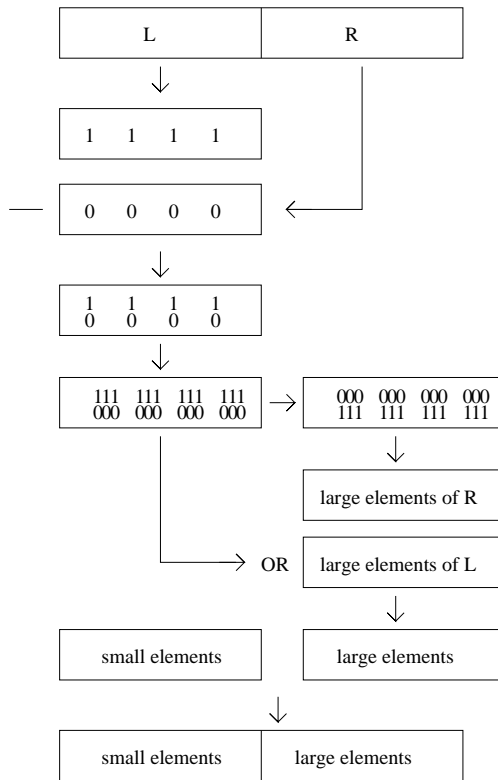 L R
1 1 1 1
0 0 0 0
1 1 1 1
0 0 0 0
111 111 111 111 000 000 000 000
000 000 000 000 111 111 111 111
large elements of R
OR large elements of L
small elements large elements
small elements large elements